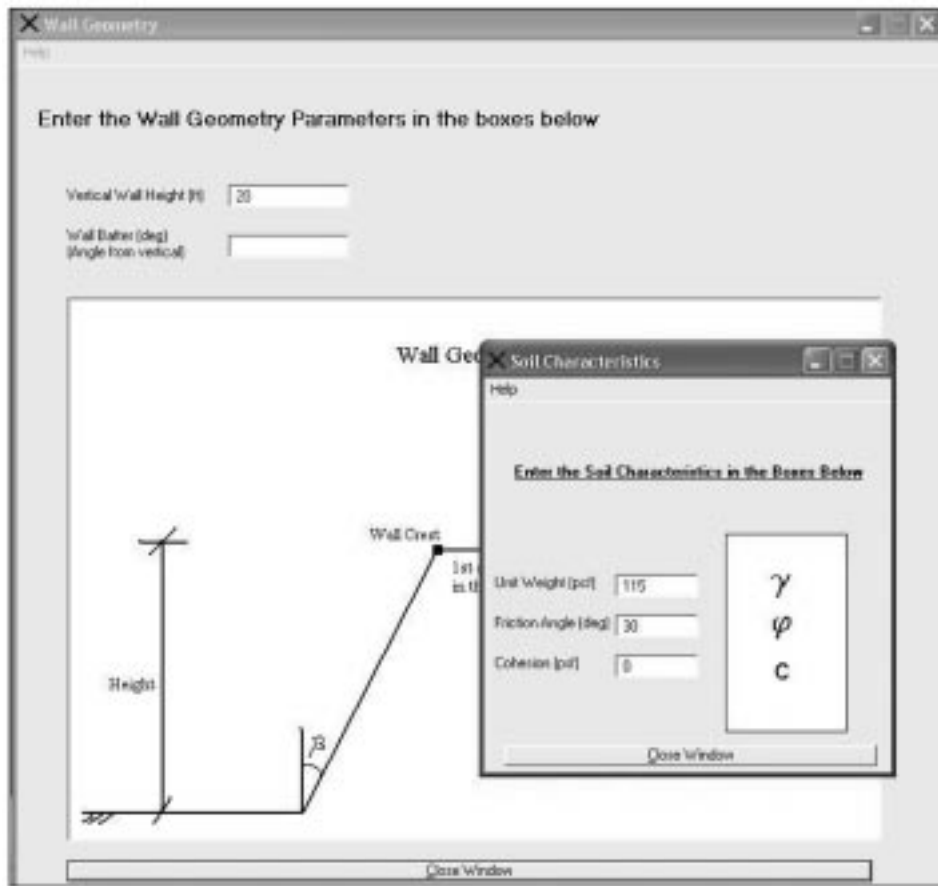 Wall Geometry
Help
Enter the Wall Geometry Parameters in the boxes below
Vertical Wall Height (ft) 20
Wall Batter (deg)
(Angle from vertical)
Wall Geo
Soil Characteristics
Help
Enter the Soil Characteristics in the Boxes Below
Wall Crest
1st
in th
Unit Weight (pcf) 115 γ
Friction Angle (deg) 30 φ
Cohesion (psf) 0 c
Height
β
Close Window
Close Window